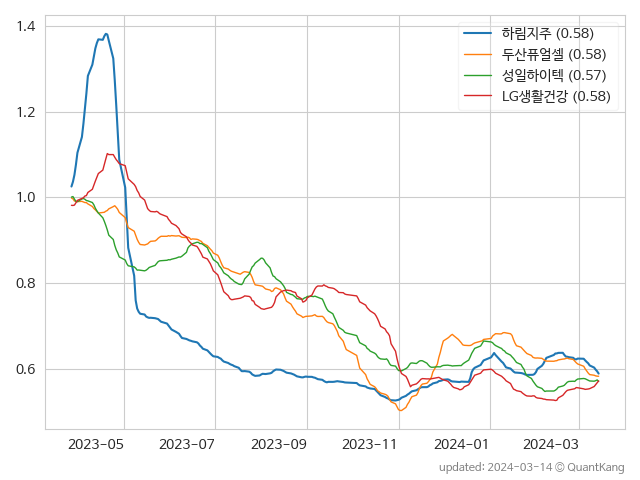 1.4
1.2
1.0
0.8
0.6
하림지주 (0.58)
두산퓨얼셀 (0.58)
성일하이텍 (0.57)
LG생활건강 (0.58)
2023-05 2023-07 2023-09 2023-11 2024-01 2024-03
updated: 2024-03-14 © QuantKang